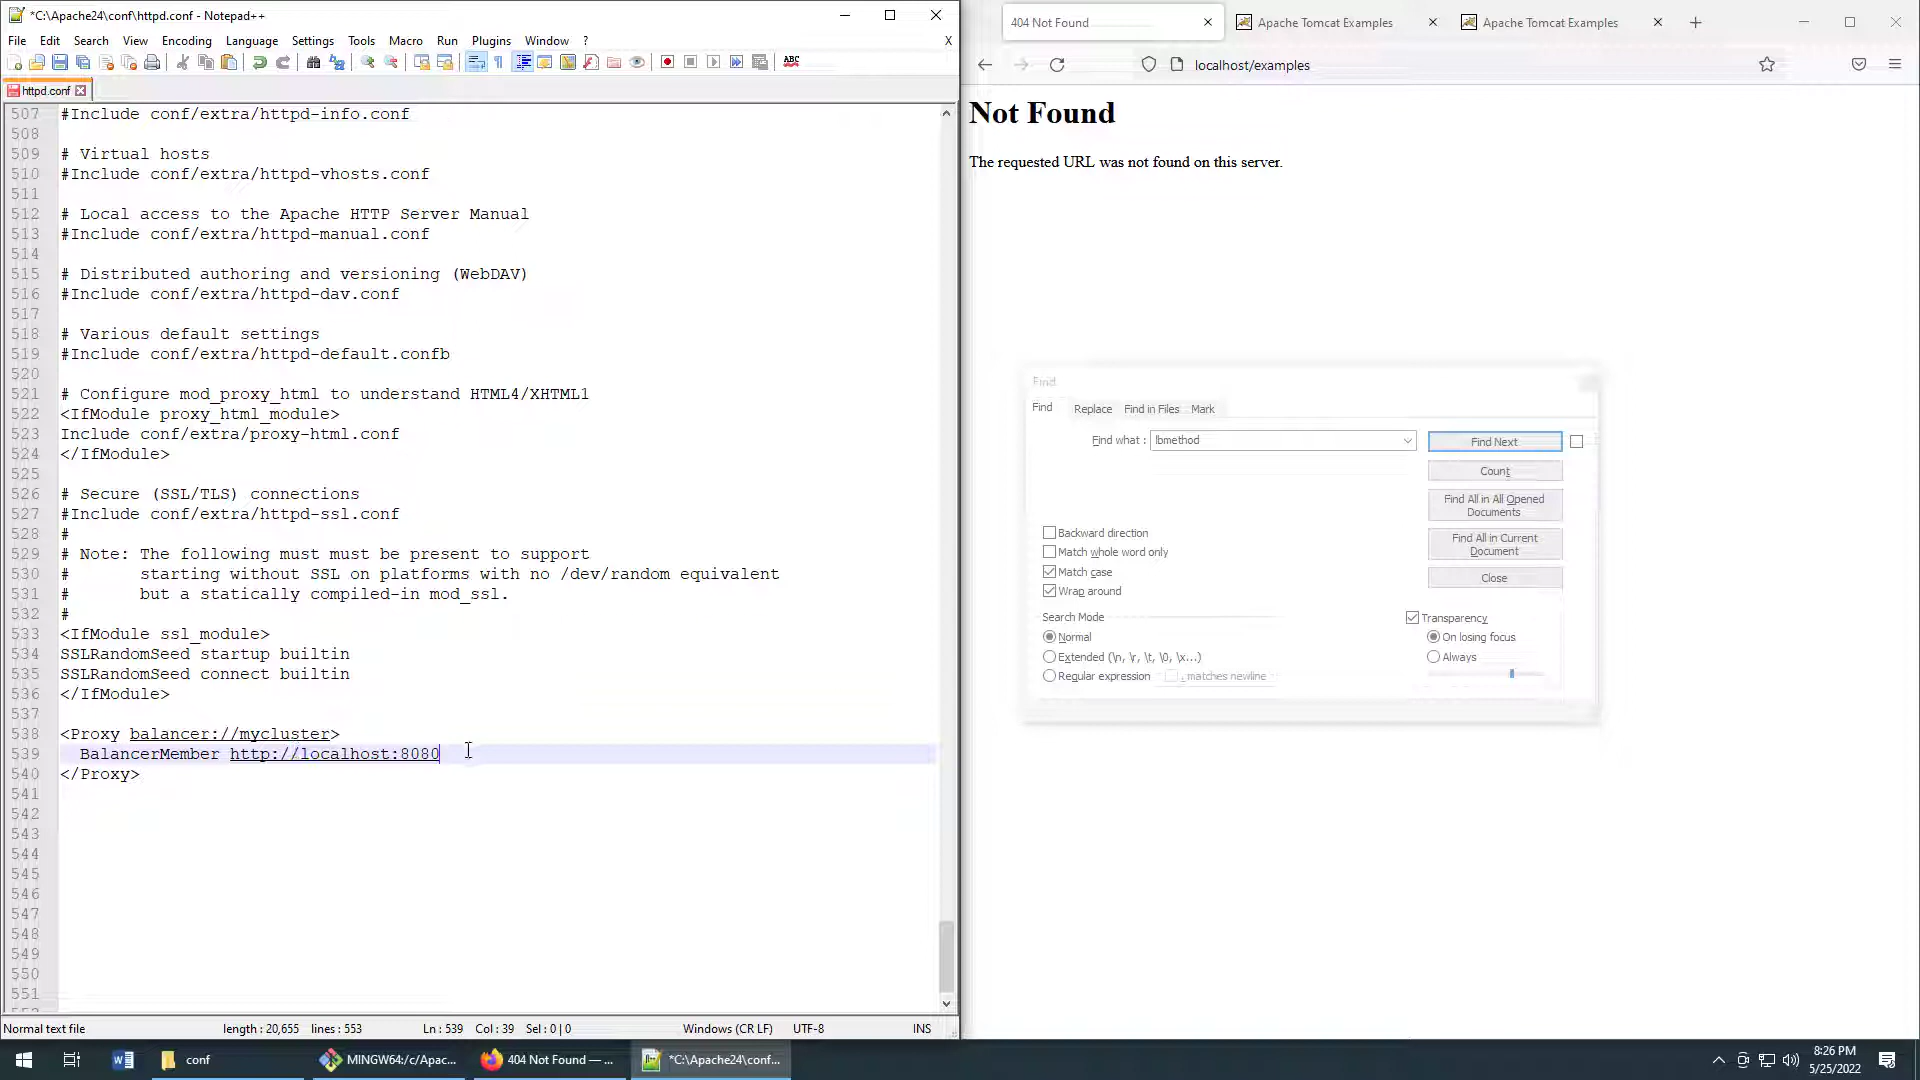 *C:\Apache24\conf\httpd.conf - Notepad++
File Edit Search View Encoding Language Settings Tools Macro Run Plugins Window ? X
ABC
httpd.conf
507 #Include conf/extra/httpd-info.conf
508
509 # Virtual hosts
510 #Include conf/extra/httpd-vhosts.conf
511
512 # Local access to the Apache HTTP Server Manual
513 #Include conf/extra/httpd-manual.conf
514
515 # Distributed authoring and versioning (WebDAV)
516 #Include conf/extra/httpd-dav.conf
517
518 # Various default settings
519 #Include conf/extra/httpd-default.confb
520
521 # Configure mod_proxy_html to understand HTML4/XHTML1
522 <IfModule proxy_html_module>
523 Include conf/extra/proxy-html.conf
524 </IfModule>
525
526 # Secure (SSL/TLS) connections
527 #Include conf/extra/httpd-ssl.conf
528 #
529 # Note: The following must must be present to support
530 #       starting without SSL on platforms with no /dev/random equivalent
531 #       but a statically compiled-in mod_ssl.
532 #
533 <IfModule ssl_module>
534 SSLRandomSeed startup builtin
535 SSLRandomSeed connect builtin
536 </IfModule>
537
538 <Proxy balancer://mycluster>
539   BalancerMember http://localhost:8080
540 </Proxy>
541
542
543
544
545
546
547
548
549
550
551
Normal text file length : 20,655 lines : 553 Ln : 539 Col : 39 Sel : 0 | 0 Windows (CR LF) UTF-8 INS
404 Not Found Apache Tomcat Examples Apache Tomcat Examples
localhost/examples
Not Found
The requested URL was not found on this server.
Find
Find Replace Find in Files Mark
Find what : lbmethod Find Next
Count
Find All in All Opened
Documents
Find All in Current
Document
Close
Backward direction
Match whole word only
Match case
Wrap around
Search Mode
Normal
Extended (\n, \r, \t, \0, \x...)
Regular expression . matches newline
Transparency
On losing focus
Always
conf MINGW64:/c/Apac... 404 Not Found — ... *C:\Apache24\conf...
8:26 PM
5/25/2022